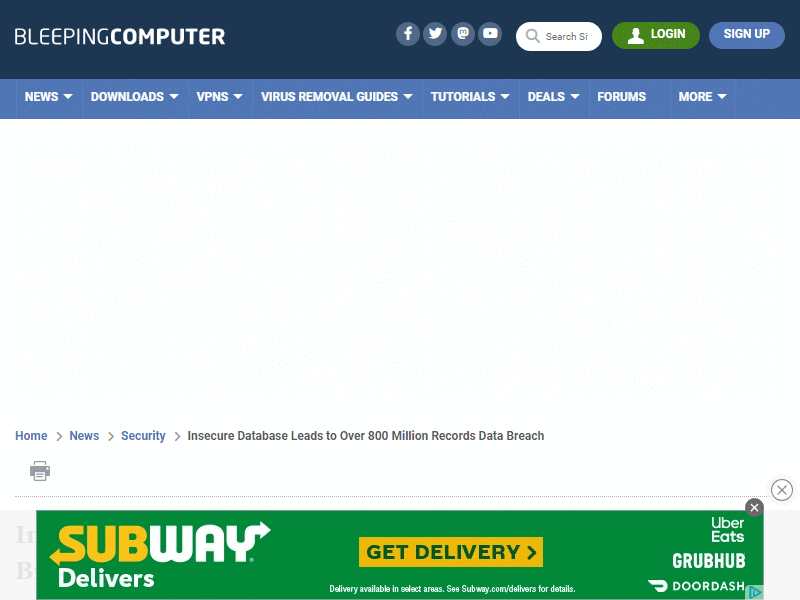 BLEEPINGCOMPUTER
Search Si
LOGIN
SIGN UP
NEWS
DOWNLOADS
VPNS
VIRUS REMOVAL GUIDES
TUTORIALS
DEALS
FORUMS
MORE
Home > News > Security > Insecure Database Leads to Over 800 Million Records Data Breach
SUBWAY
Delivers
GET DELIVERY >
Delivery available in select areas. See Subway.com/delivers for details.
Uber
Eats
GRUBHUB
DOORDASH